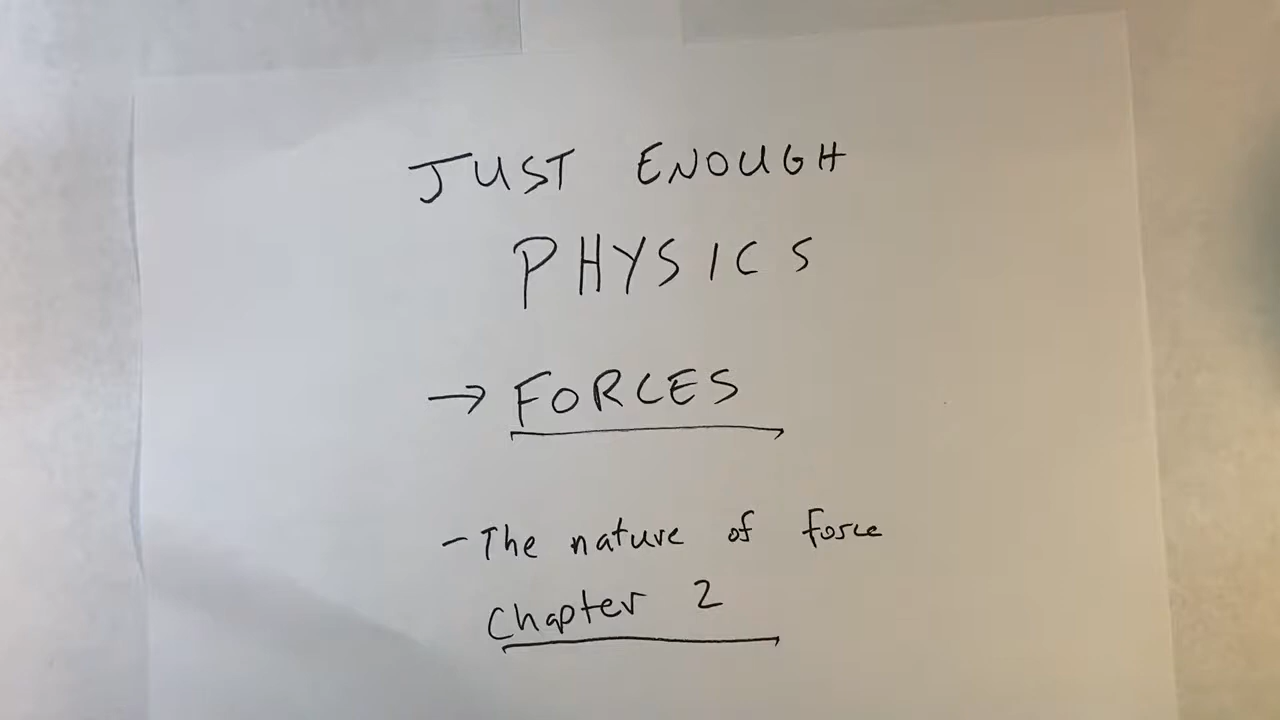 JUST ENOUGH
PHYSICS
→ FORCES
- The nature of force
Chapter 2